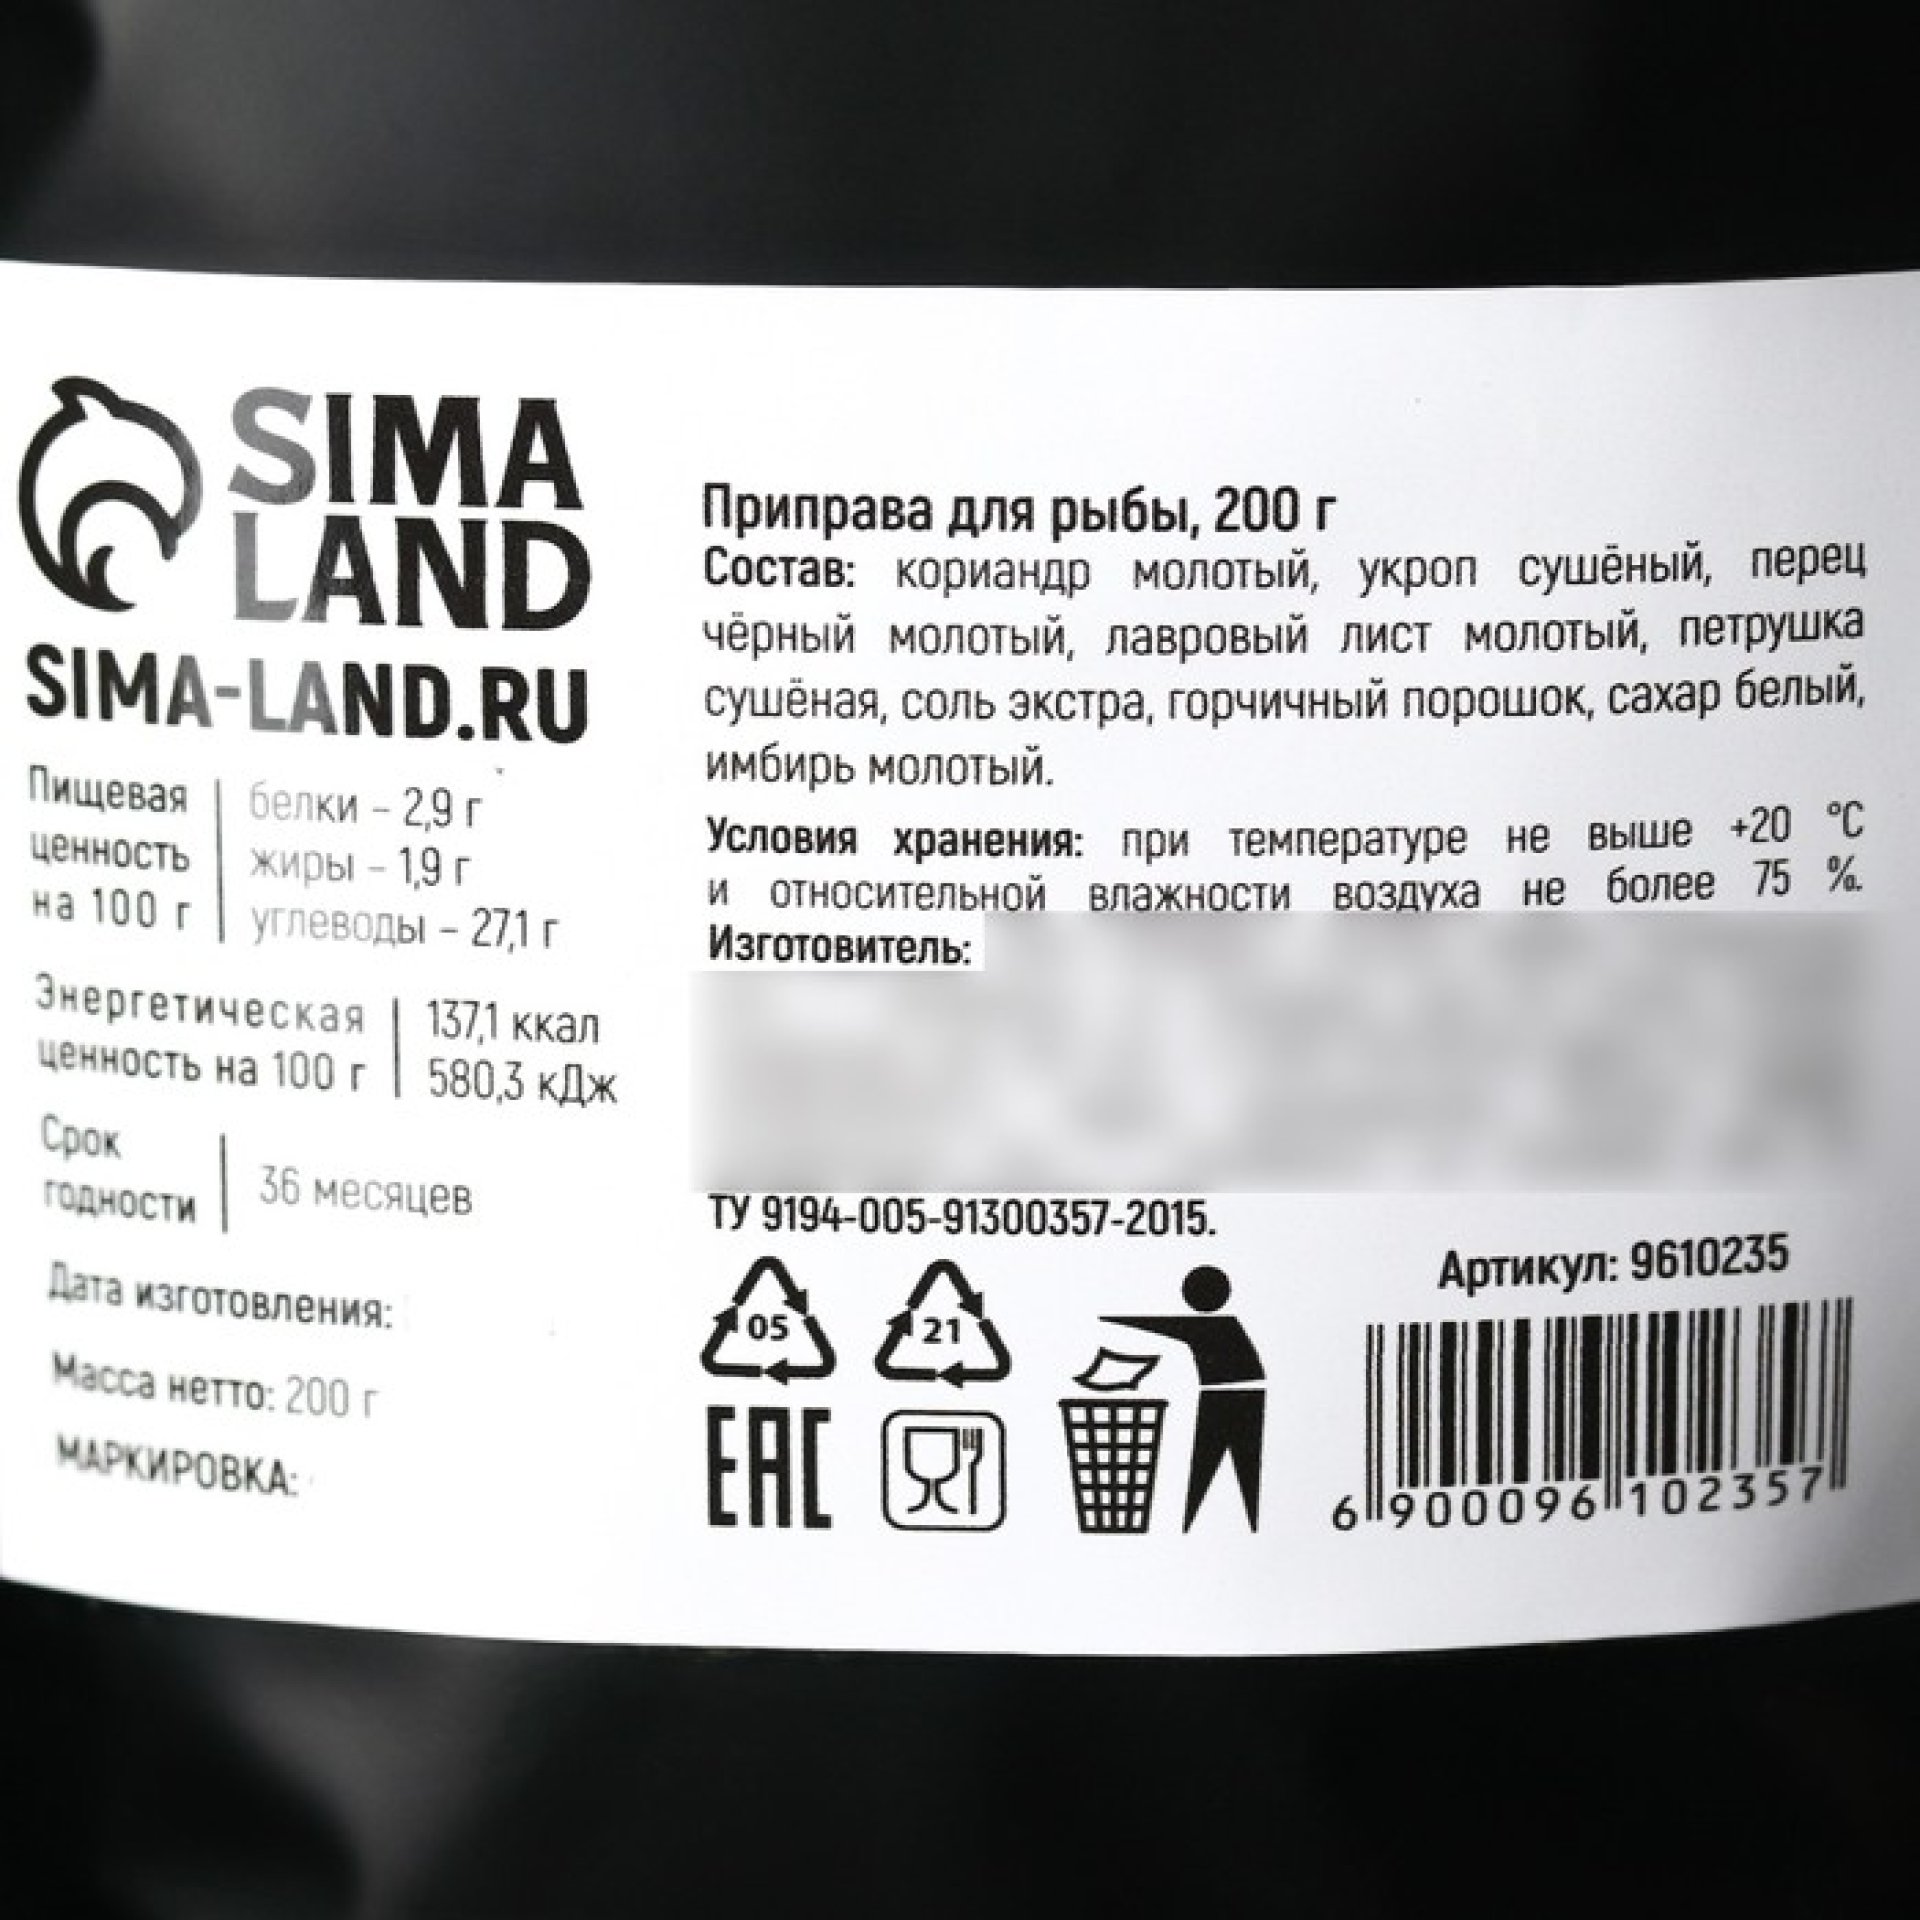 SIMA
LAND
SIMA-LAND.RU
Пищевая
ценность
на 100 г
белки – 2,9 г
жиры – 1,9 г
углеводы – 27,1 г
Энергетическая
ценность на 100 г
137,1 ккал
580,3 кДж
Срок
годности
36 месяцев
Дата изготовления:
Масса нетто: 200 г
МАРКИРОВКА:
Приправа для рыбы, 200 г
Состав: кориандр молотый, укроп сушёный, перец
чёрный молотый, лавровый лист молотый, петрушка
сушёная, соль экстра, горчичный порошок, сахар белый,
имбирь молотый.
Условия хранения: при температуре не выше +20 °C
и относительной влажности воздуха не более 75 %.
Изготовитель:
ТУ 9194-005-91300357-2015.
05
21
EAC
Артикул: 9610235
6 900096 102357